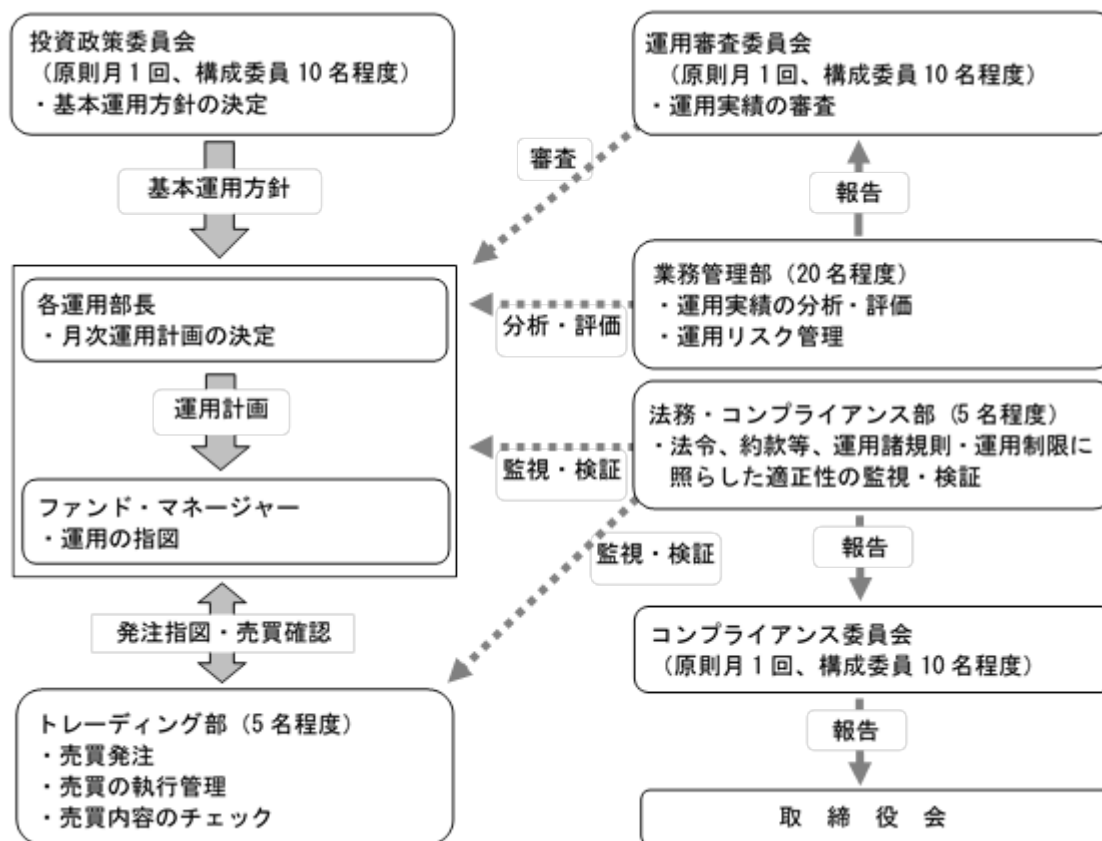 投資政策委員会
（原則月1回、構成委員10名程度）
・基本運用方針の決定
基本運用方針
各運用部長
・月次運用計画の決定
運用計画
ファンド・マネージャー
・運用の指図
発注指図・売買確認
トレーディング部（5名程度）
・売買発注
・売買の執行管理
・売買内容のチェック
運用審査委員会
（原則月1回、構成委員10名程度）
・運用実績の審査
審査
報告
業務管理部（20名程度）
・運用実績の分析・評価
・運用リスク管理
分析・評価
法務・コンプライアンス部（5名程度）
・法令、約款等、運用諸規則・運用制限に
照らした適正性の監視・検証
監視・検証
監視・検証
報告
コンプライアンス委員会
（原則月1回、構成委員10名程度）
報告
取　締　役　会